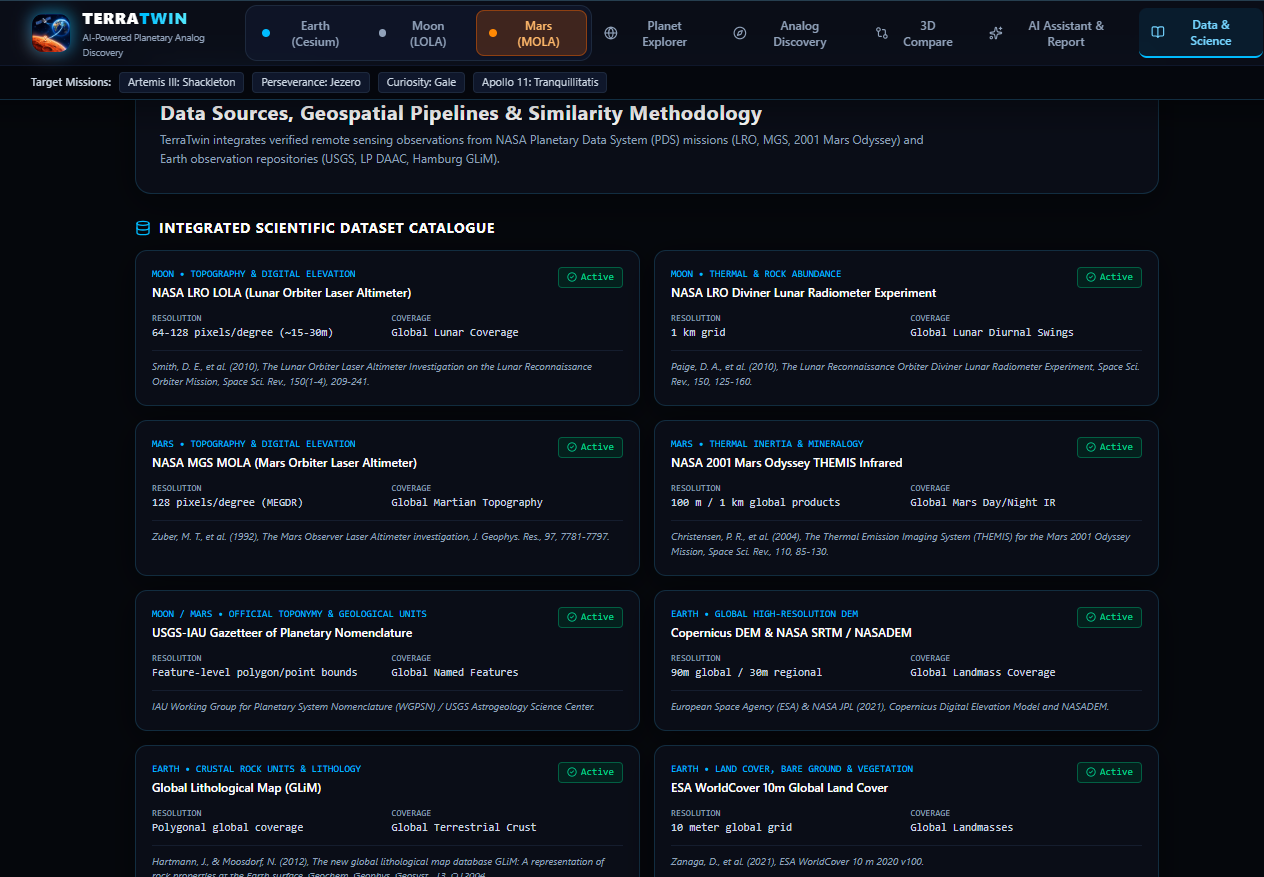 TERRATWIN
AI-Powered Planetary Analog
Discovery
Earth
(Cesium)
Moon
(LOLA)
Mars
(MOLA)
Planet
Explorer
Analog
Discovery
3D
Compare
AI Assistant &
Report
Data &
Science
Target Missions:
Artemis III: Shackleton
Perseverance: Jezero
Curiosity: Gale
Apollo 11: Tranquillitatis
Data Sources, Geospatial Pipelines & Similarity Methodology
TerraTwin integrates verified remote sensing observations from NASA Planetary Data System (PDS) missions (LRO, MGS, 2001 Mars Odyssey) and
Earth observation repositories (USGS, LP DAAC, Hamburg GLiM).
INTEGRATED SCIENTIFIC DATASET CATALOGUE
MOON • TOPOGRAPHY & DIGITAL ELEVATION
Active
NASA LRO LOLA (Lunar Orbiter Laser Altimeter)
RESOLUTION
64-128 pixels/degree (~15-30m)
COVERAGE
Global Lunar Coverage
Smith, D. E., et al. (2010), The Lunar Orbiter Laser Altimeter Investigation on the Lunar Reconnaissance
Orbiter Mission, Space Sci. Rev., 150(1-4), 209-241.
MOON • THERMAL & ROCK ABUNDANCE
Active
NASA LRO Diviner Lunar Radiometer Experiment
RESOLUTION
1 km grid
COVERAGE
Global Lunar Diurnal Swings
Paige, D. A., et al. (2010), The Lunar Reconnaissance Orbiter Diviner Lunar Radiometer Experiment, Space Sci.
Rev., 150, 125-160.
MARS • TOPOGRAPHY & DIGITAL ELEVATION
Active
NASA MGS MOLA (Mars Orbiter Laser Altimeter)
RESOLUTION
128 pixels/degree (MEGDR)
COVERAGE
Global Martian Topography
Zuber, M. T., et al. (1992), The Mars Observer Laser Altimeter investigation, J. Geophys. Res., 97, 7781-7797.
MARS • THERMAL INERTIA & MINERALOGY
Active
NASA 2001 Mars Odyssey THEMIS Infrared
RESOLUTION
100 m / 1 km global products
COVERAGE
Global Mars Day/Night IR
Christensen, P. R., et al. (2004), The Thermal Emission Imaging System (THEMIS) for the Mars 2001 Odyssey
Mission, Space Sci. Rev., 110, 85-130.
MOON / MARS • OFFICIAL TOPONYMY & GEOLOGICAL UNITS
Active
USGS-IAU Gazetteer of Planetary Nomenclature
RESOLUTION
Feature-level polygon/point bounds
COVERAGE
Global Named Features
IAU Working Group for Planetary System Nomenclature (WGPSN) / USGS Astrogeology Science Center.
EARTH • GLOBAL HIGH-RESOLUTION DEM
Active
Copernicus DEM & NASA SRTM / NASADEM
RESOLUTION
90m global / 30m regional
COVERAGE
Global Landmass Coverage
European Space Agency (ESA) & NASA JPL (2021), Copernicus Digital Elevation Model and NASADEM.
EARTH • CRUSTAL ROCK UNITS & LITHOLOGY
Active
Global Lithological Map (GLiM)
RESOLUTION
Polygonal global coverage
COVERAGE
Global Terrestrial Crust
Hartmann, J., & Moosdorf, N. (2012), The new global lithological map database GLiM: A representation of
rock properties at the Earth surface, Geochem. Geophys. Geosyst., 13, Q12004.
EARTH • LAND COVER, BARE GROUND & VEGETATION
Active
ESA WorldCover 10m Global Land Cover
RESOLUTION
10 meter global grid
COVERAGE
Global Landmasses
Zanaga, D., et al. (2021), ESA WorldCover 10 m 2020 v100.